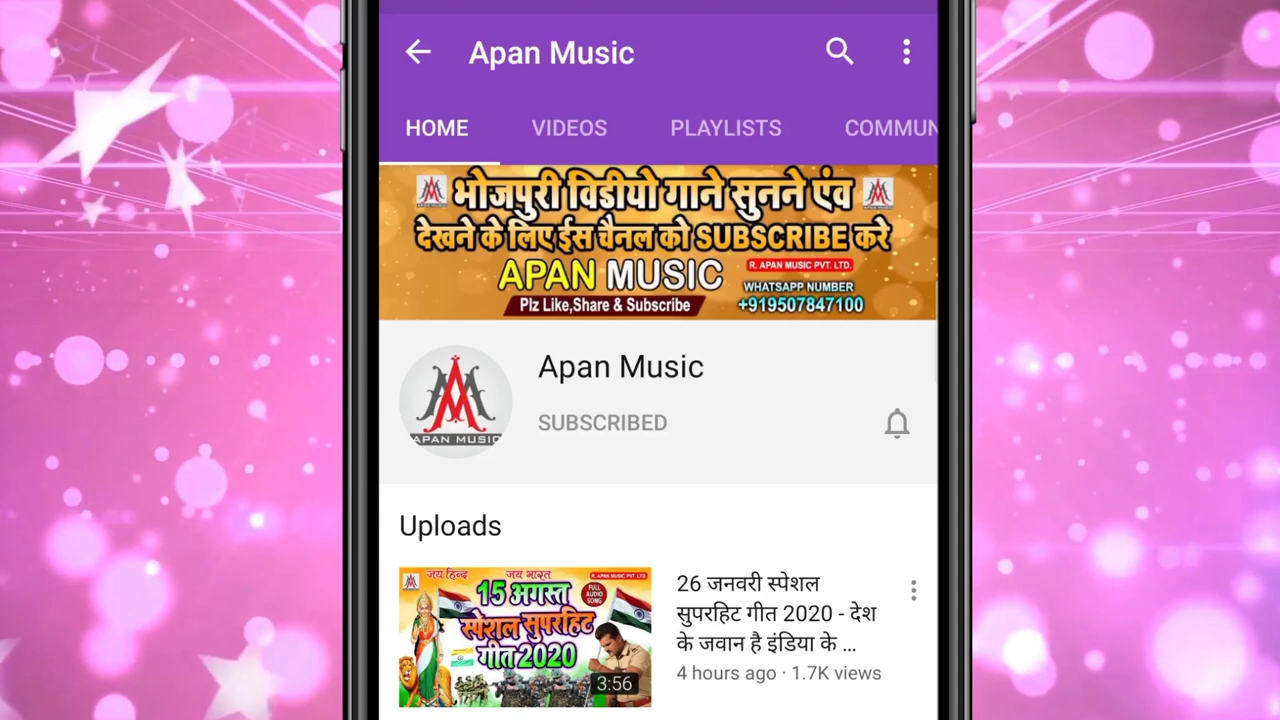 Apan Music
HOME VIDEOS PLAYLISTS COMMUN
भोजपुरी विडीयो गाने सुनने एंव
देखने के लिए ईस चैनल को SUBSCRIBE करे
APAN MUSIC
R. APAN MUSIC PVT. LTD.
WHATSAPP NUMBER
+919507847100
Plz Like,Share & Subscribe
Apan Music
SUBSCRIBED
APAN MUSIC
Uploads
जय हिन्द जय भारत
R. APAN MUSIC PVT. LTD
15 अगस्त
FULL
AUDIO
SONG
स्पेशल सुपरहिट
गीत 2020
3:56
26 जनवरी स्पेशल
सुपरहिट गीत 2020 - देश
के जवान है इंडिया के ...
4 hours ago · 1.7K views